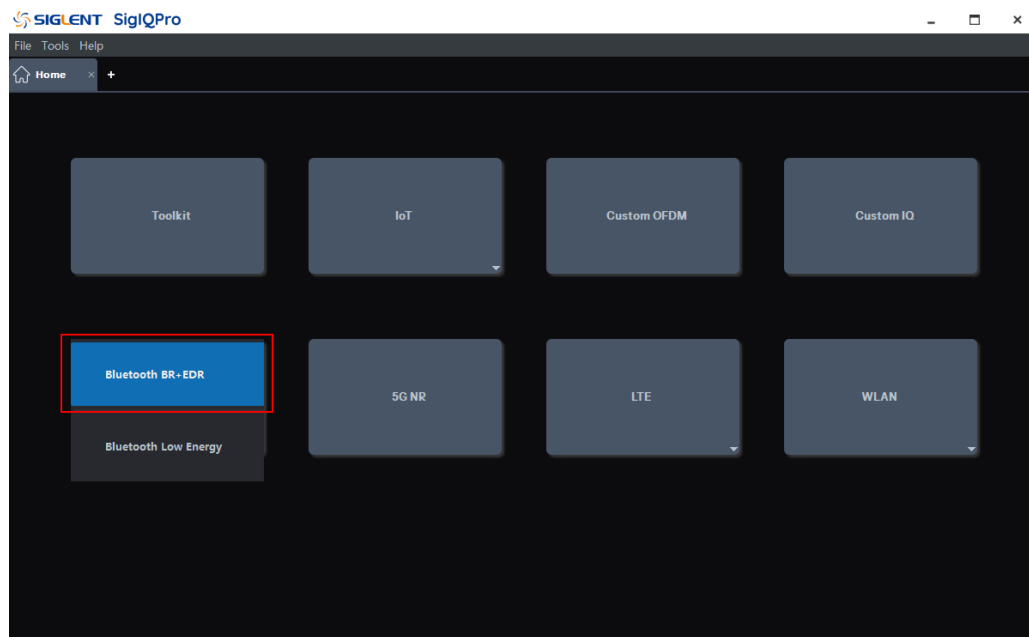 SIGLENT SigIQPro
File Tools Help
Home × +
Toolkit
IoT
Custom OFDM
Custom IQ
Bluetooth BR+EDR
5G NR
LTE
WLAN
Bluetooth Low Energy